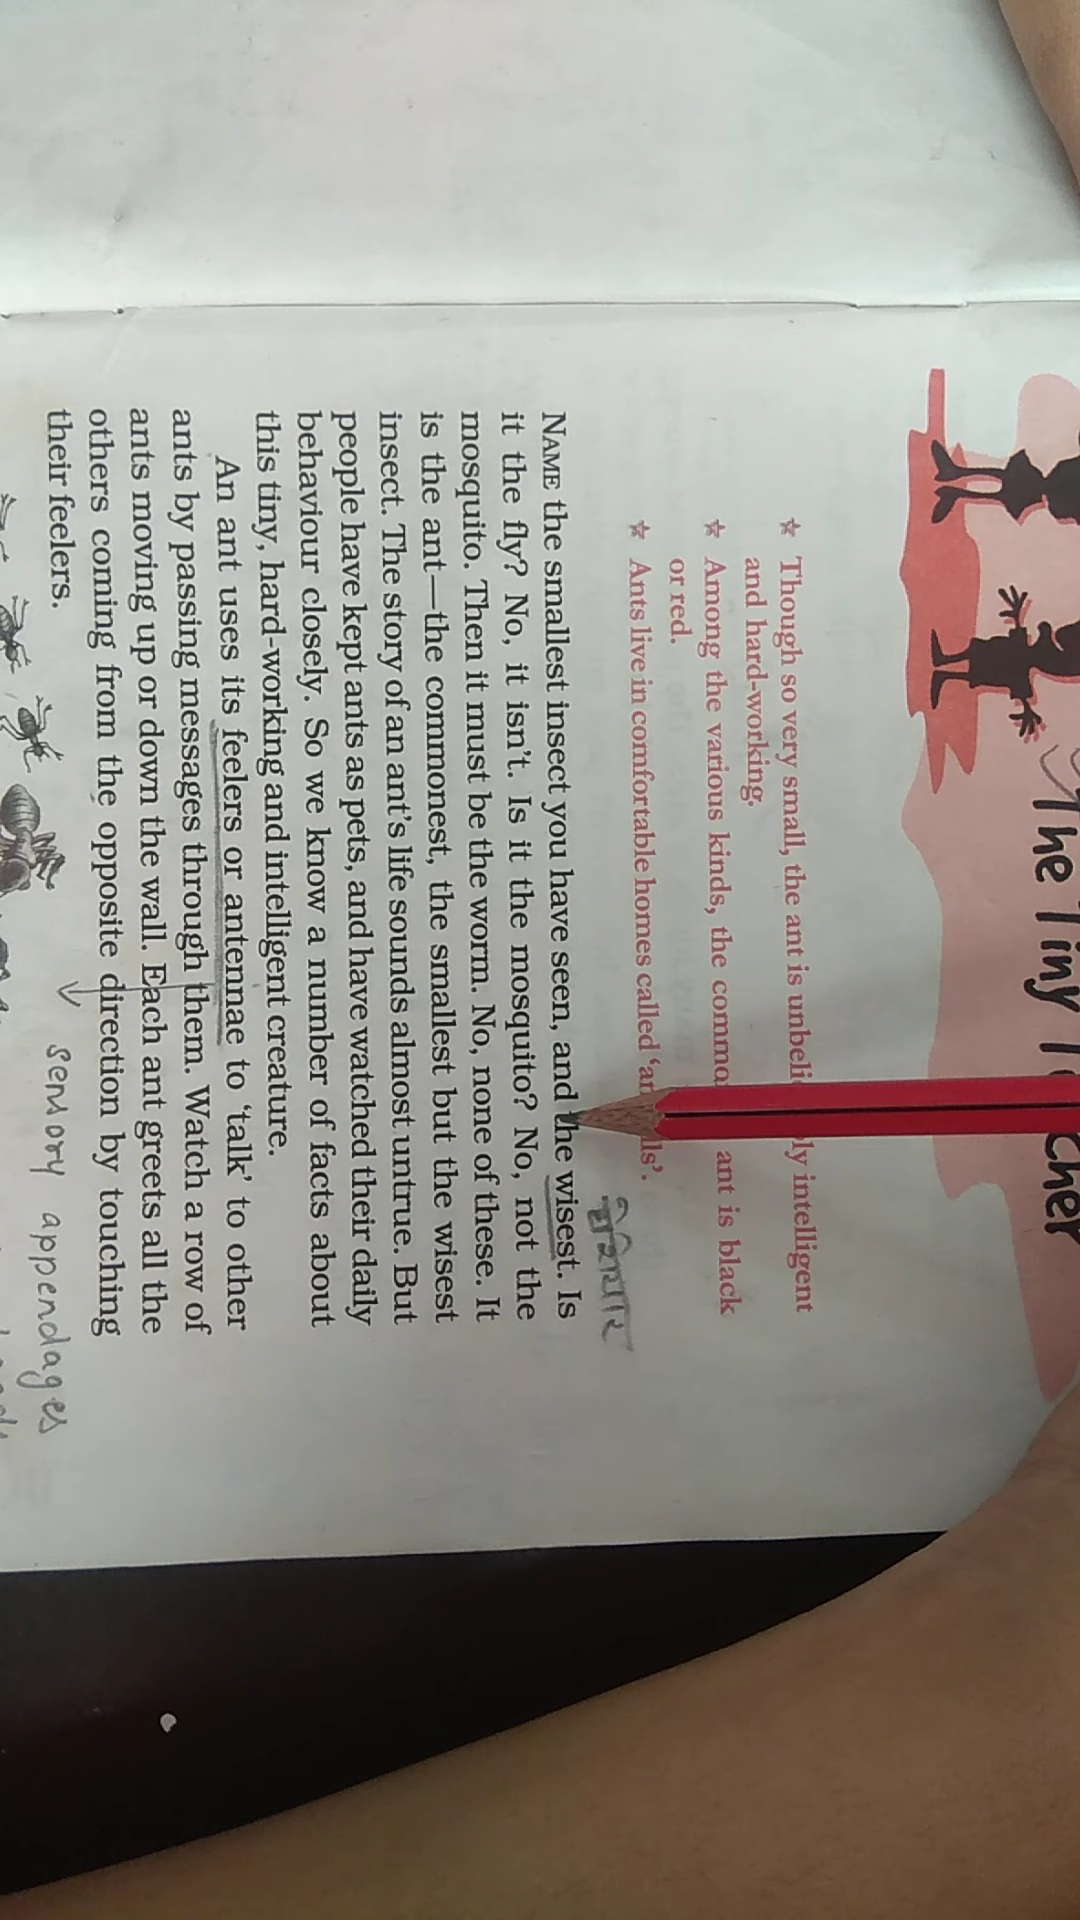 The Tiny
☆ Though so very small, the ant is intelligent
and hard-working.
☆ Among the various kinds, the ant is black
or red.
☆ Ants live in comfortable homes called
होशियार
NAME the smallest insect you have seen, and the wisest. Is
it the fly? No, it isn’t. Is it the mosquito? No, not the
mosquito. Then it must be the worm. No, none of these. It
is the ant—the commonest, the smallest but the wisest
insect. The story of an ant’s life sounds almost untrue. But
people have kept ants as pets, and have watched their daily
behaviour closely. So we know a number of facts about
this tiny, hard-working and intelligent creature.
An ant uses its feelers or antennae to ‘talk’ to other
ants by passing messages through them. Watch a row of
ants moving up or down the wall. Each ant greets all the
others coming from the opposite direction by touching
their feelers.
sensory appendages